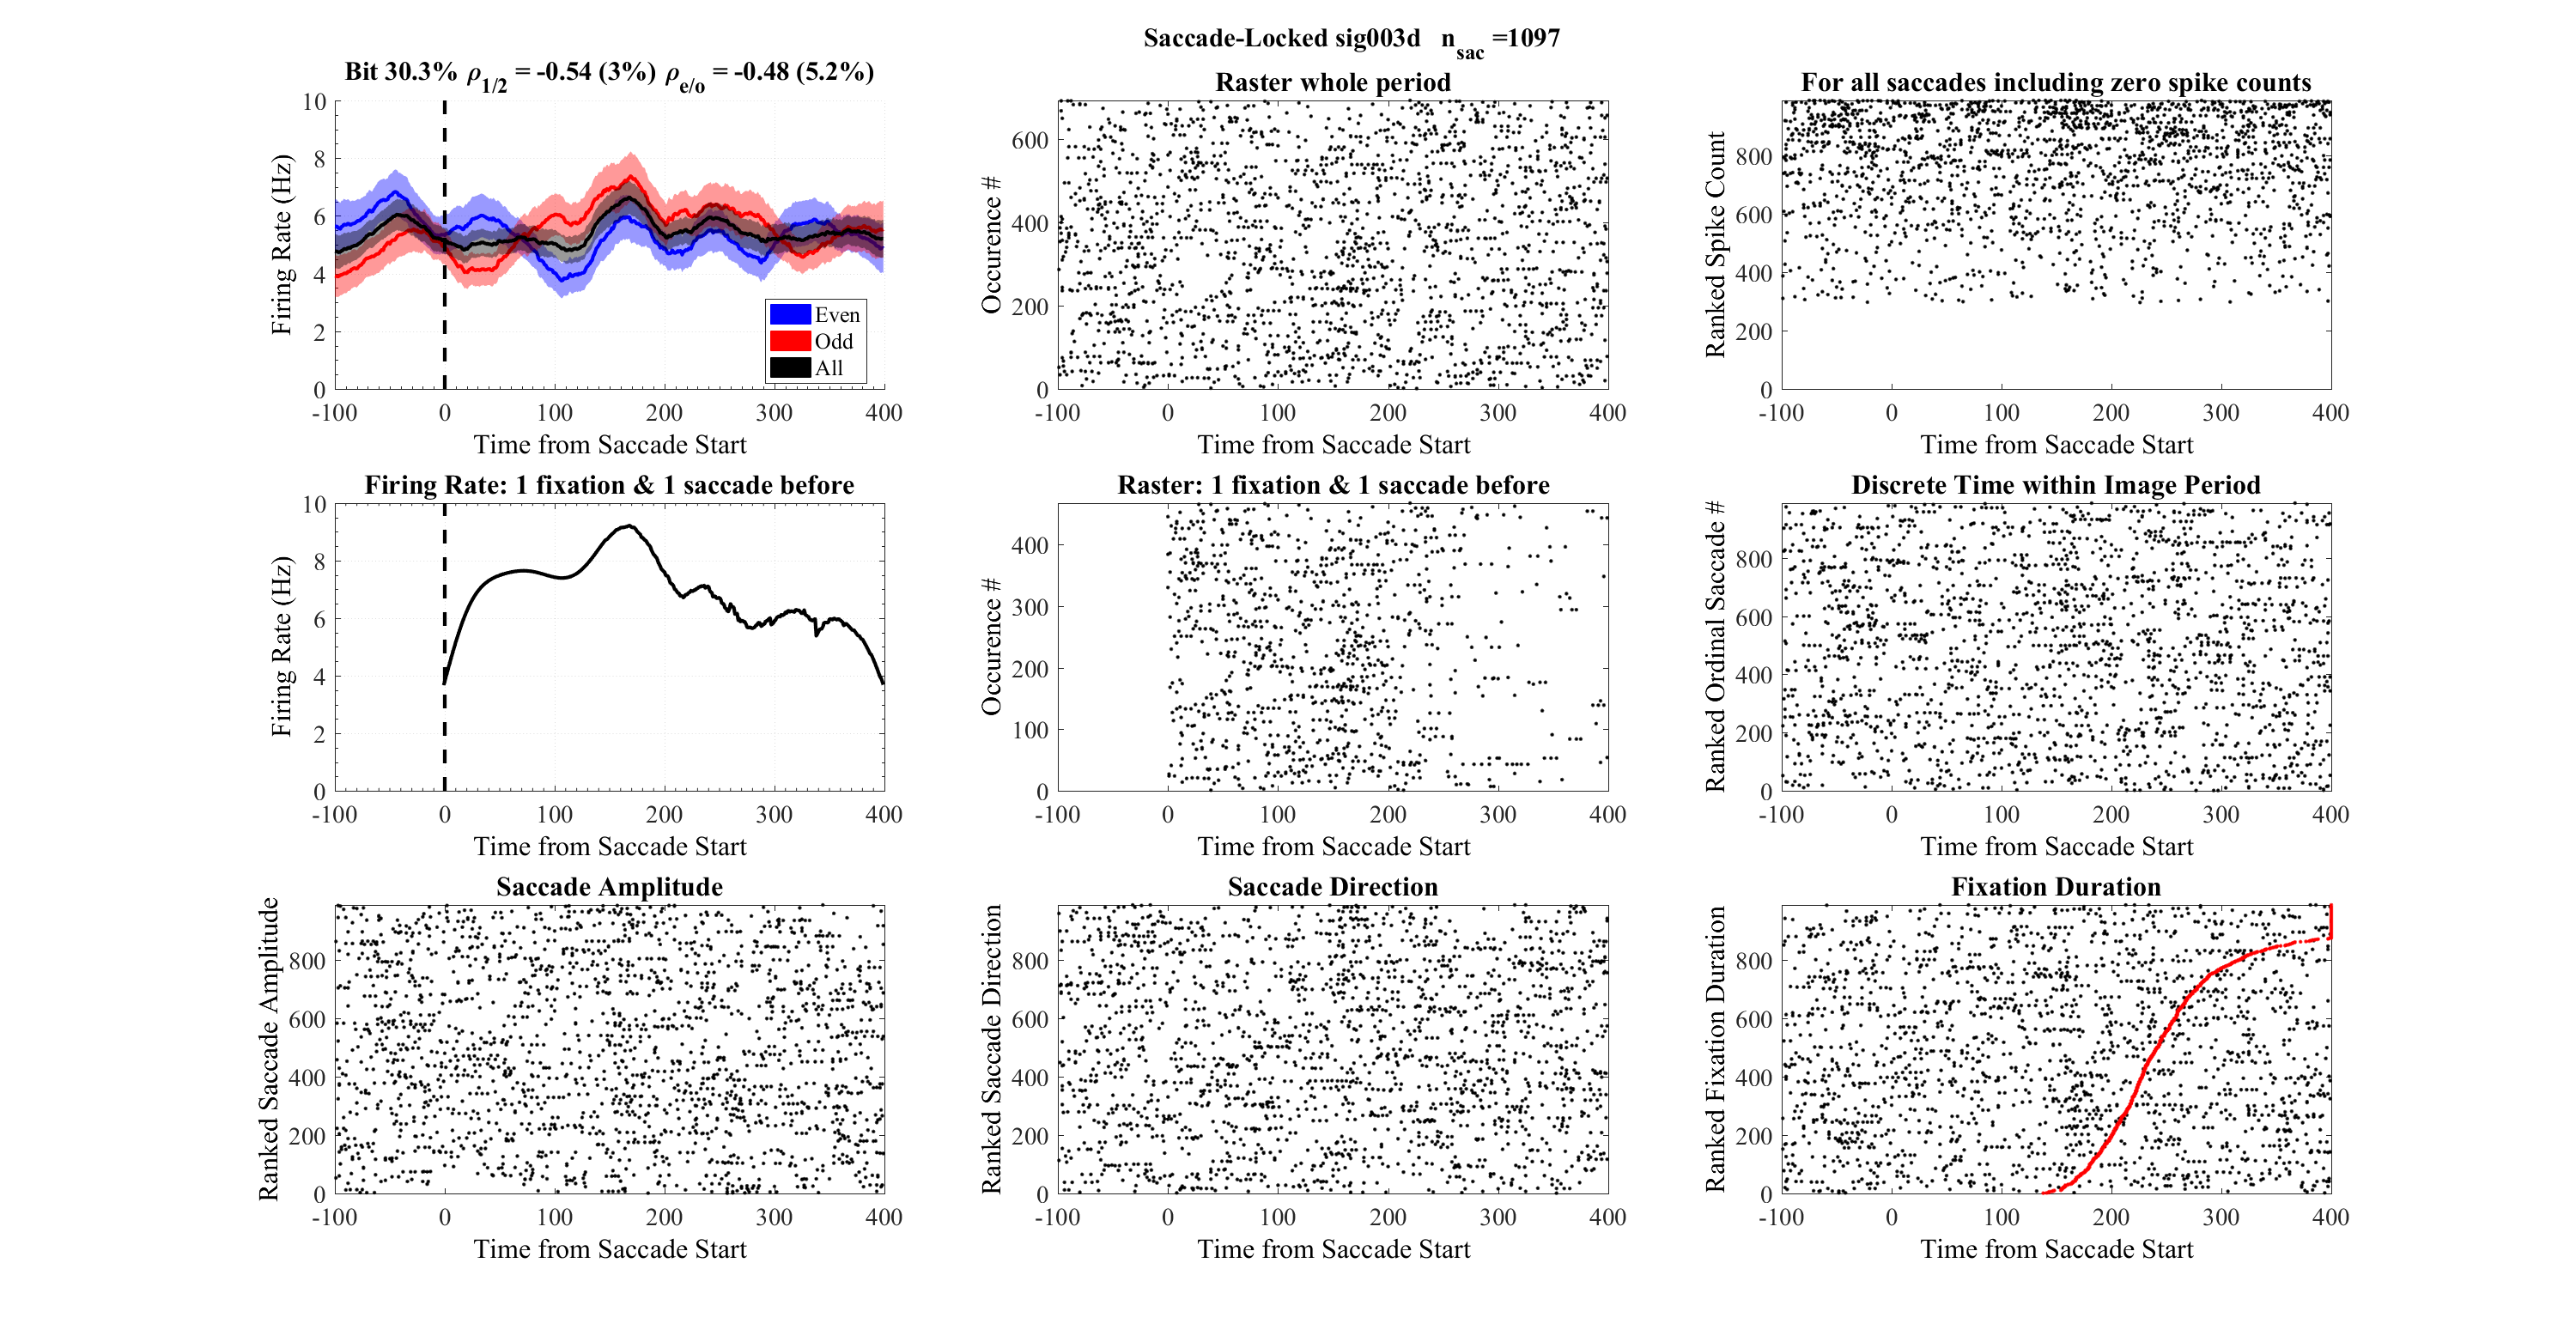 Saccade-Locked sig003d n_sac =1097
Bit 30.3% ρ_1/2 = -0.54 (3%) ρ_e/o = -0.48 (5.2%)
Firing Rate (Hz)
10
8
6
4
2
0
Even
Odd
All
-100 0 100 200 300 400
Time from Saccade Start
Raster whole period
Occurence #
600
400
200
0
-100 0 100 200 300 400
Time from Saccade Start
For all saccades including zero spike counts
Ranked Spike Count
800
600
400
200
0
-100 0 100 200 300 400
Time from Saccade Start
Firing Rate: 1 fixation & 1 saccade before
Firing Rate (Hz)
10
8
6
4
2
0
-100 0 100 200 300 400
Time from Saccade Start
Raster: 1 fixation & 1 saccade before
Occurence #
400
300
200
100
0
-100 0 100 200 300 400
Time from Saccade Start
Discrete Time within Image Period
Ranked Ordinal Saccade #
800
600
400
200
0
-100 0 100 200 300 400
Time from Saccade Start
Saccade Amplitude
Ranked Saccade Amplitude
800
600
400
200
0
-100 0 100 200 300 400
Time from Saccade Start
Saccade Direction
Ranked Saccade Direction
800
600
400
200
0
-100 0 100 200 300 400
Time from Saccade Start
Fixation Duration
Ranked Fixation Duration
800
600
400
200
0
-100 0 100 200 300 400
Time from Saccade Start